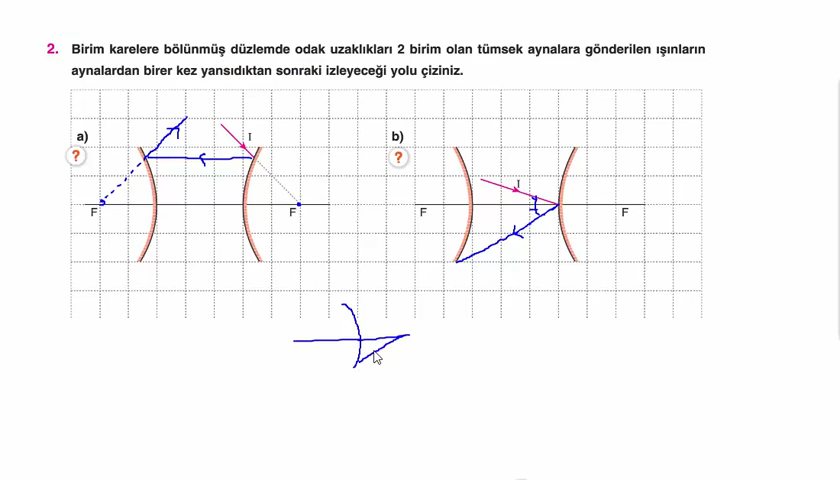 2. Birim karelere bölünmüş düzlemde odak uzaklıkları 2 birim olan tümsek aynalara gönderilen ışınların
aynalardan birer kez yansıdıktan sonraki izleyeceği yolu çiziniz.
a) I b) I
? ?
F F F F